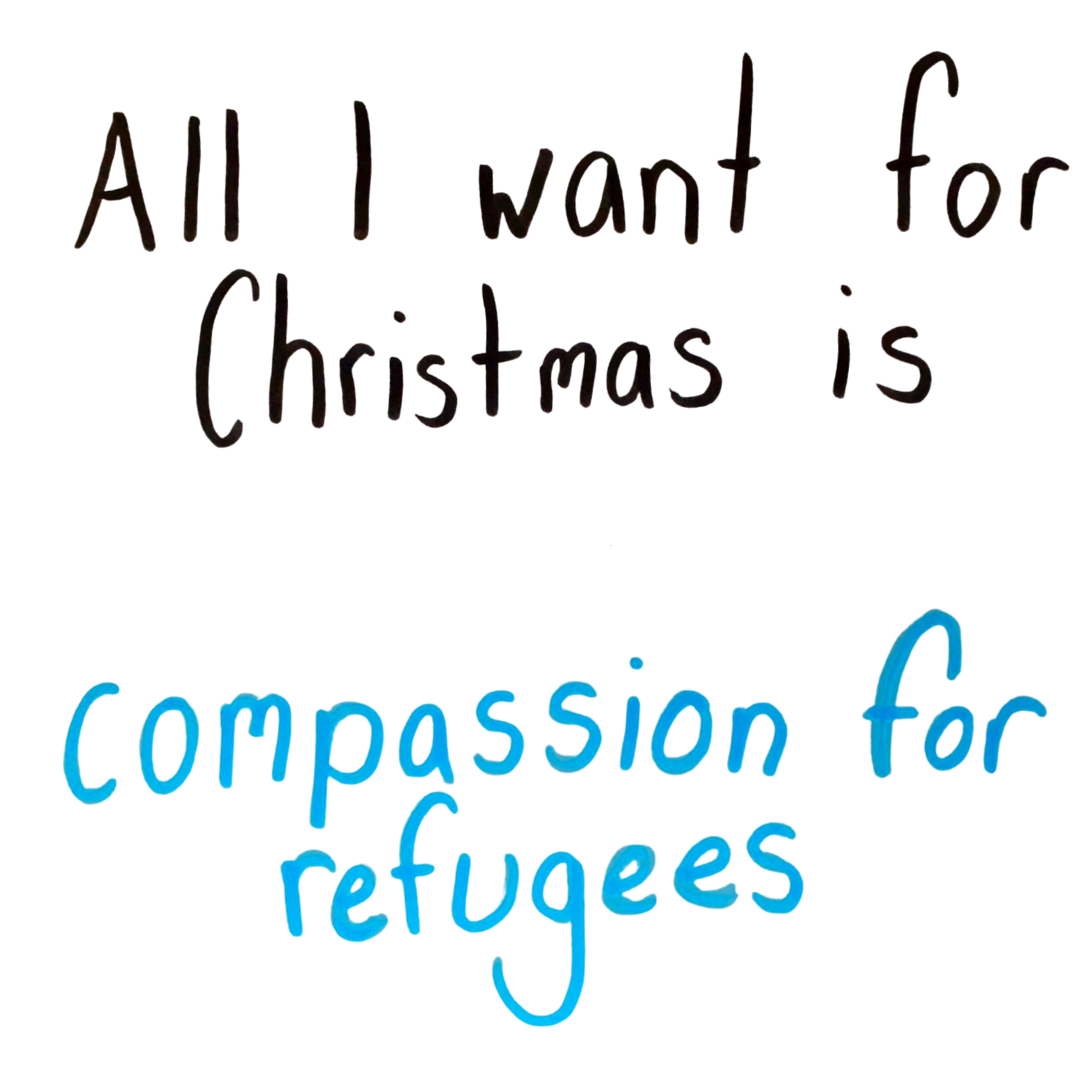 All I want for
Christmas is
compassion for
refugees